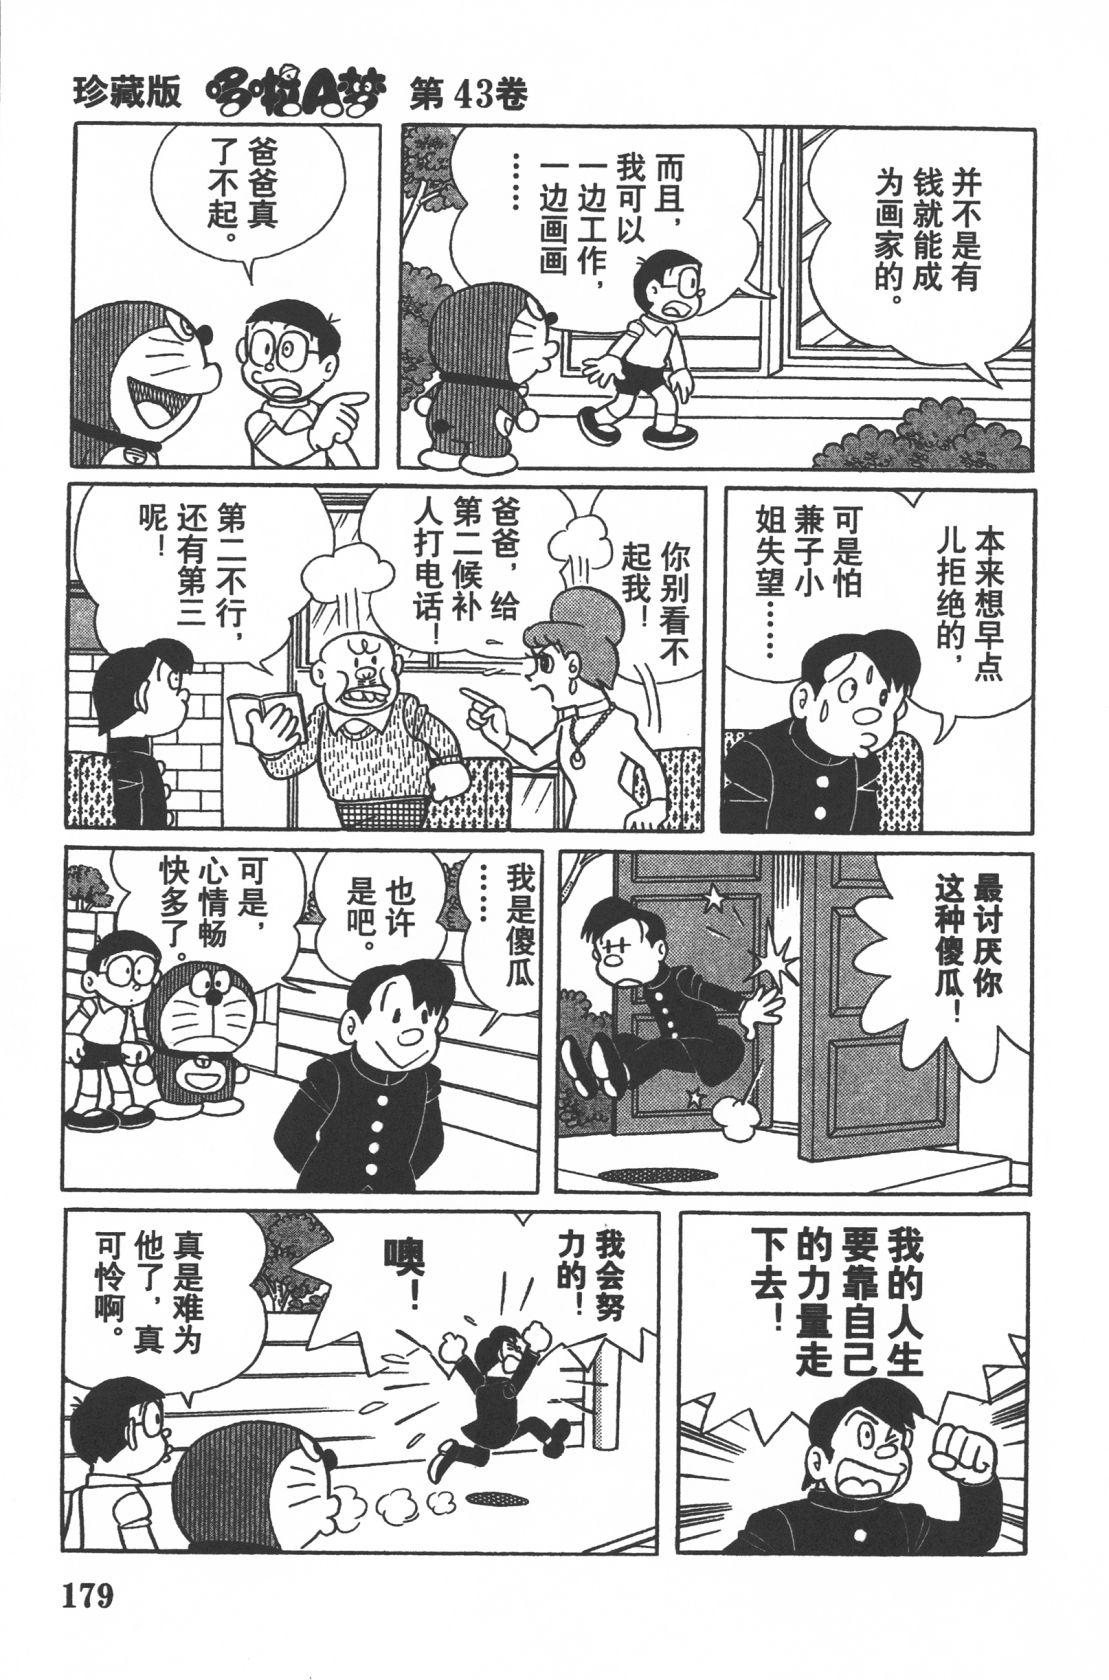 珍藏版 哆啦A梦 第43卷
并不是有
钱就能成
为画家的。
而且,
我可以
一边工作,
一边画画
……
爸爸真
了不起。
本来想早点
儿拒绝的,
可是怕
兼子小
姐失望……
你别看不
起我!
爸爸,给
第二候补
人打电话!
第二不行,
还有第三
呢!
最讨厌你
这种傻瓜!
我是傻瓜
……
也许
是吧。
可是,
心情畅
快多了。
我的人生
要靠自己
的力量走
下去!
我会努
力的!
噢!
真是难为
他了,真
可怜啊。
179